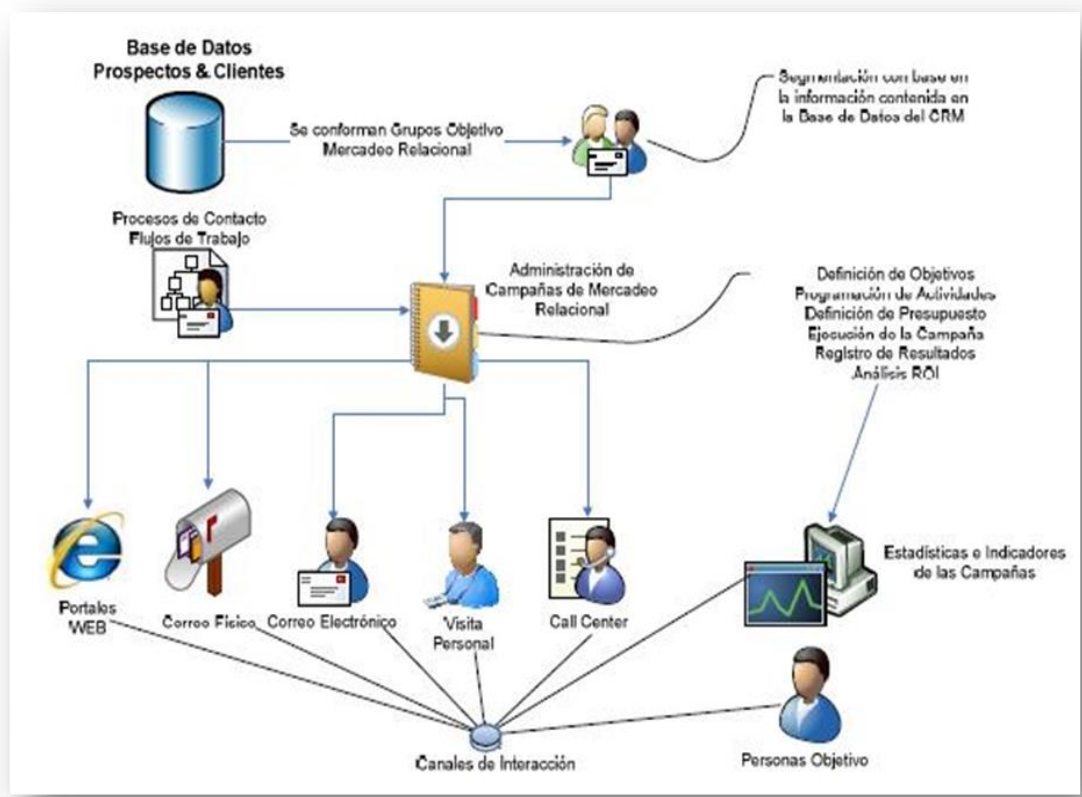 Base de Datos
Prospectos & Clientes
Se conforman Grupos Objetivo
Mercadeo Relacional
Segmentación con base en
la información contenida en
la Base de Datos del CRM
Procesos de Contacto
Flujos de Trabajo
Administración de
Campañas de Mercadeo
Relacional
Definición de Objetivos
Programación de Actividades
Definición de Presupuesto
Ejecución de la Campaña
Registro de Resultados
Análisis ROI
Portales
WEB
Correo Físico
Correo Electrónico
Visita
Personal
Call Center
Estadísticas e Indicadores
de las Campañas
Canales de Interacción
Personas Objetivo